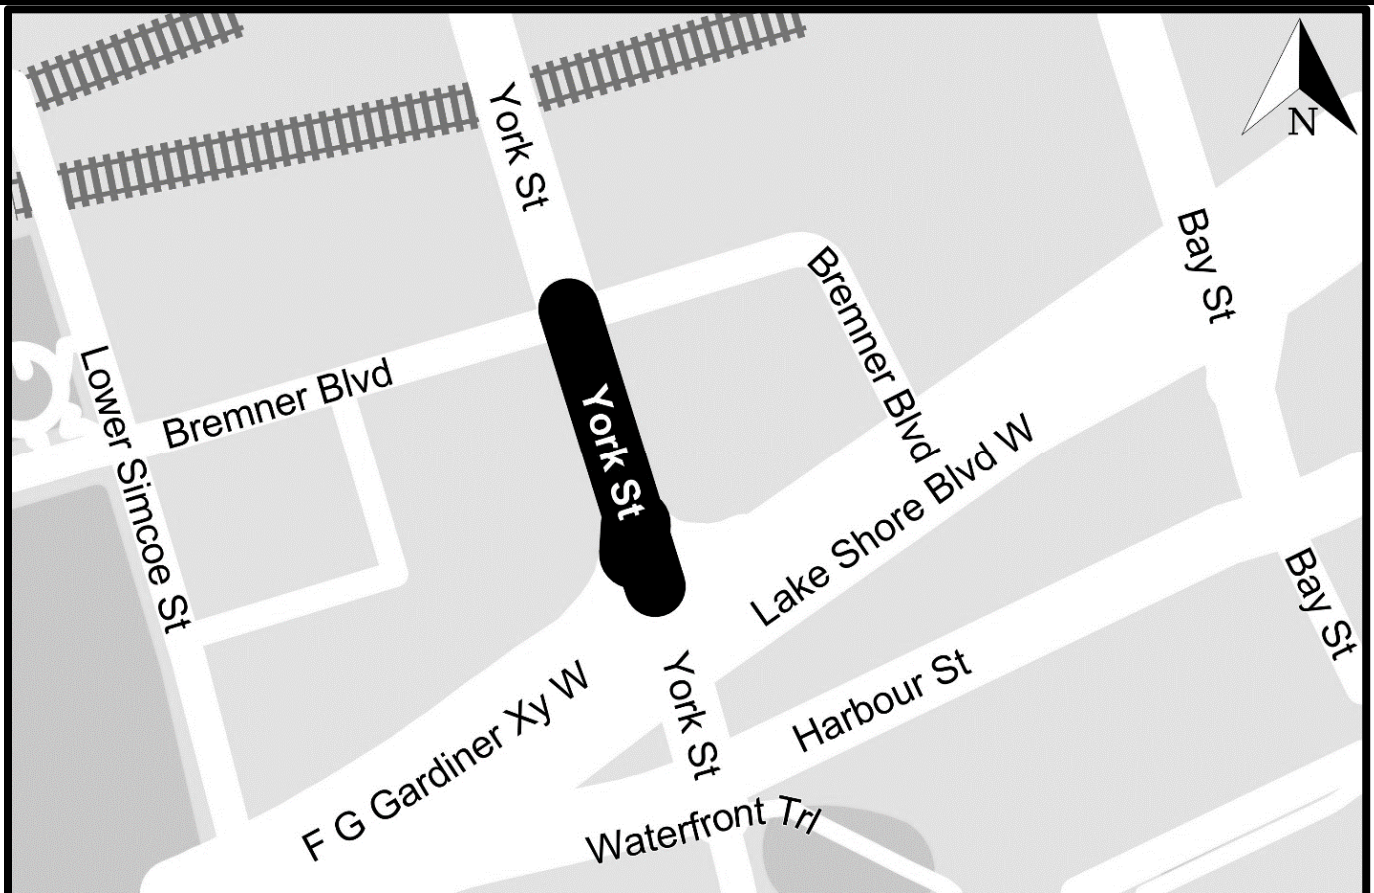 N
York St
Bay St
Bremner Blvd
Lower Simcoe St
Bremner Blvd
York St
Lake Shore Blvd W
Bay St
F G Gardiner Xy W
York St
Harbour St
Waterfront Trl